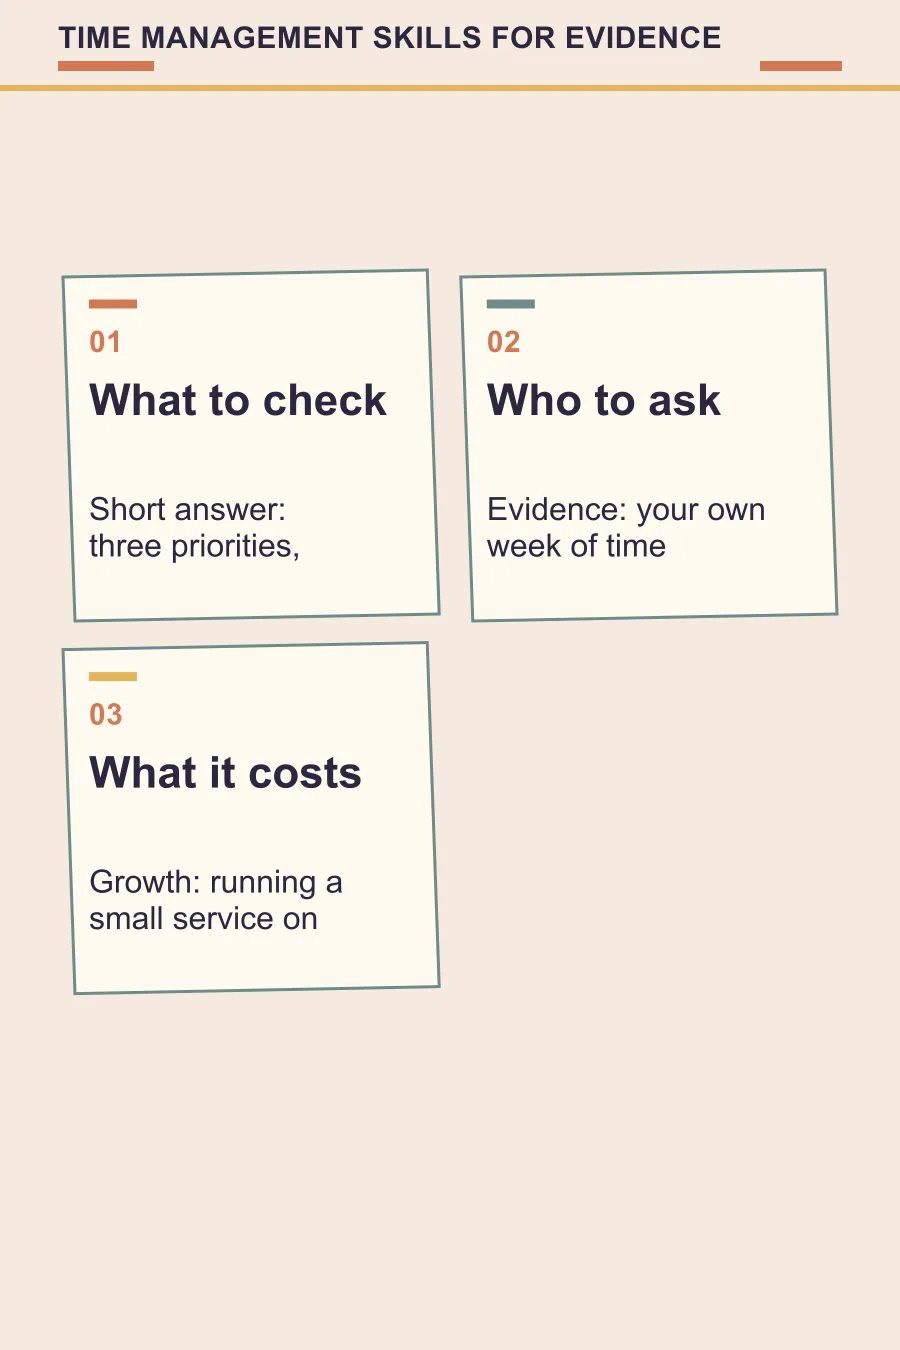 TIME MANAGEMENT SKILLS FOR EVIDENCE
01
What to check
Short answer:
three priorities,
02
Who to ask
Evidence: your own
week of time
03
What it costs
Growth: running a
small service on